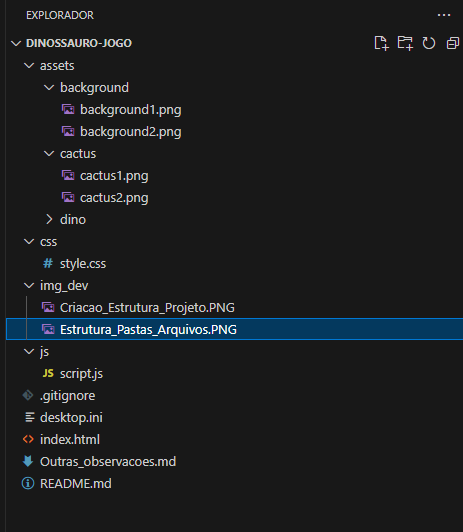 EXPLORADOR
DINOSSAURO-JOGO
assets
background
background1.png
background2.png
cactus
cactus1.png
cactus2.png
dino
css
# style.css
img_dev
Criacao_Estrutura_Projeto.PNG
Estrutura_Pastas_Arquivos.PNG
js
JS script.js
.gitignore
desktop.ini
<> index.html
Outras_observacoes.md
README.md